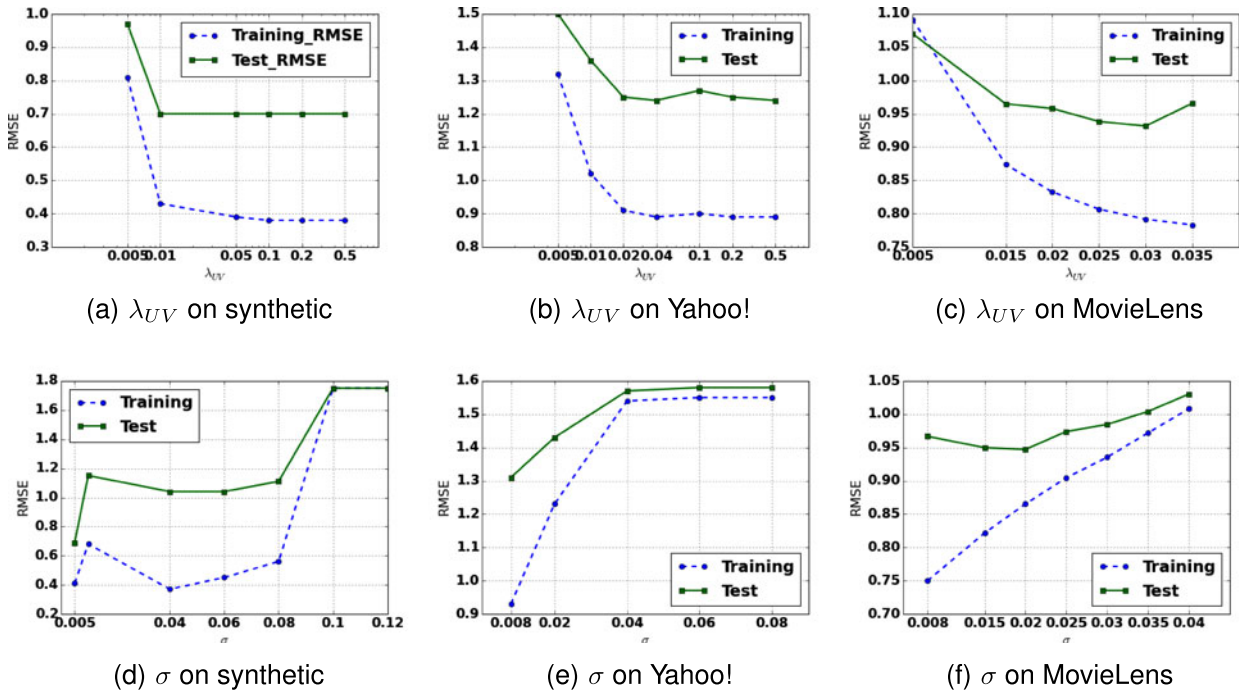 1.0
0.9
0.8
0.7
0.6
0.5
0.4
0.3
RMSE
Training_RMSE
Test_RMSE
0.005 0.01 0.05 0.1 0.2 0.5
λUV
(a) λUV on synthetic
1.5
1.4
1.3
1.2
1.1
1.0
0.9
0.8
RMSE
Training
Test
0.005 0.01 0.02 0.04 0.1 0.2 0.5
λUV
(b) λUV on Yahoo!
1.10
1.05
1.00
0.95
0.90
0.85
0.80
0.75
RMSE
Training
Test
0.005 0.015 0.02 0.025 0.03 0.035
λUV
(c) λUV on MovieLens
1.8
1.6
1.4
1.2
1.0
0.8
0.6
0.4
0.2
RMSE
Training
Test
0.005 0.04 0.06 0.08 0.1 0.12
σ
(d) σ on synthetic
1.6
1.5
1.4
1.3
1.2
1.1
1.0
0.9
RMSE
Training
Test
0.008 0.02 0.04 0.06 0.08
σ
(e) σ on Yahoo!
1.05
1.00
0.95
0.90
0.85
0.80
0.75
0.70
RMSE
Training
Test
0.008 0.015 0.02 0.025 0.03 0.035 0.04
σ
(f) σ on MovieLens